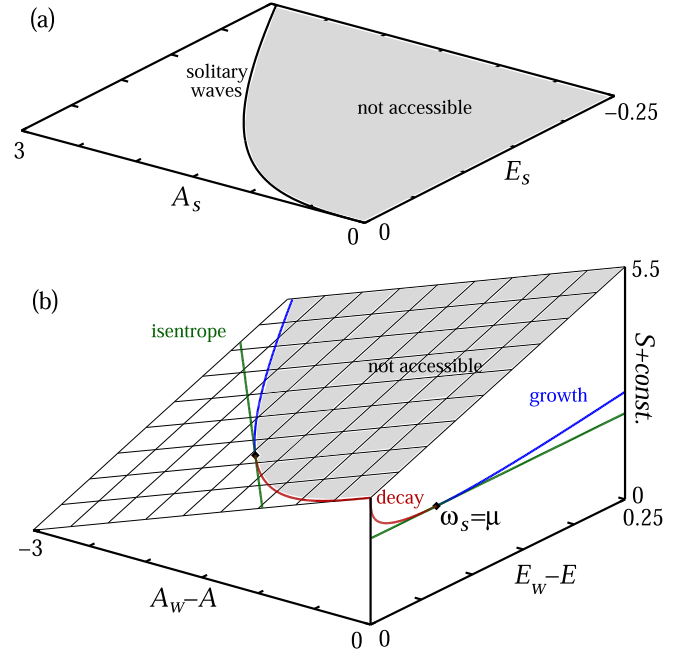 (a)
solitary
waves
not accessible
−0.25
3
E_s
A_s
0 0
(b)
5.5
isentrope
not accessible
S+const.
growth
decay
0
ω_s=μ
0.25
−3
E_w−E
A_w−A
0 0